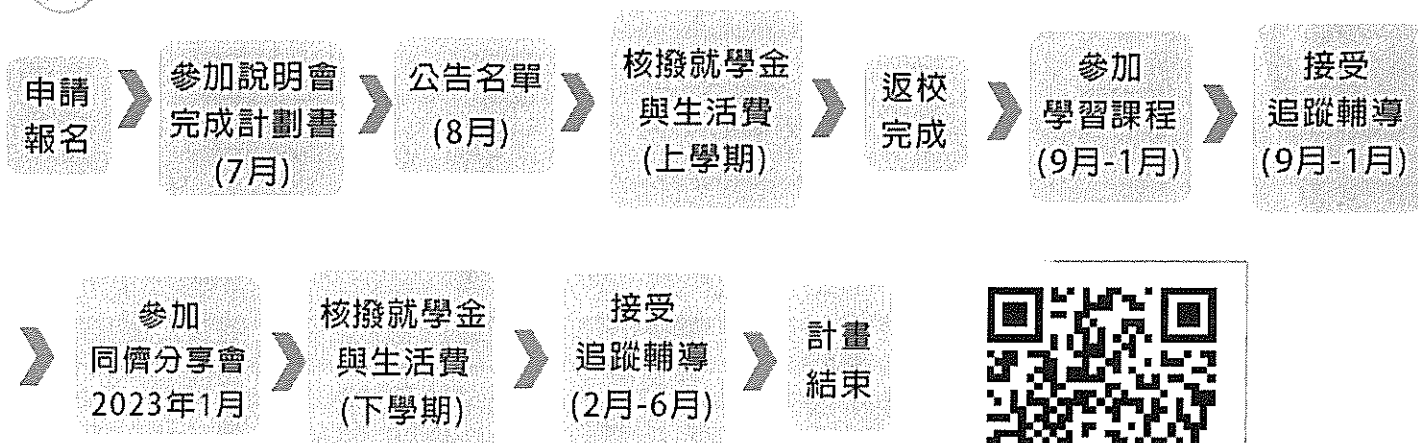 申請
報名
參加說明會
完成計劃書
(7月)
公告名單
(8月)
核撥就學金
與生活費
(上學期)
返校
完成
參加
學習課程
(9月-1月)
接受
追蹤輔導
(9月-1月)
參加
同儕分享會
2023年1月
核撥就學金
與生活費
(下學期)
接受
追蹤輔導
(2月-6月)
計畫
結束